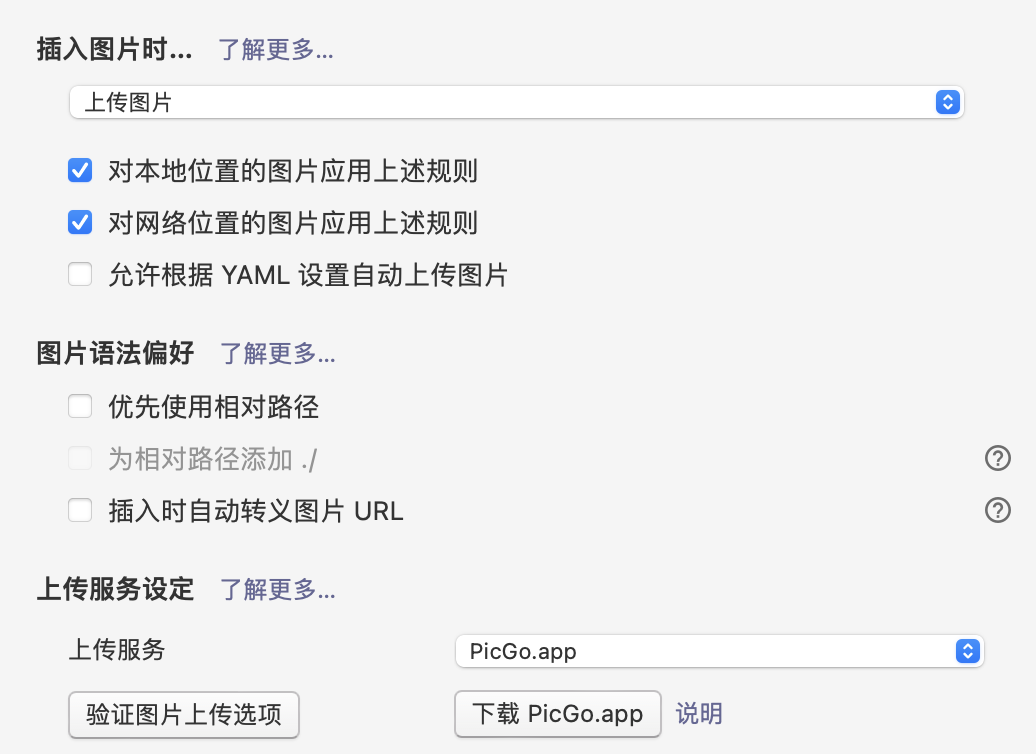 插入图片时... 了解更多...
上传图片
对本地位置的图片应用上述规则
对网络位置的图片应用上述规则
允许根据 YAML 设置自动上传图片
图片语法偏好 了解更多...
优先使用相对路径
为相对路径添加 ./
?
插入时自动转义图片 URL
?
上传服务设定 了解更多...
上传服务 PicGo.app
验证图片上传选项 下载 PicGo.app 说明